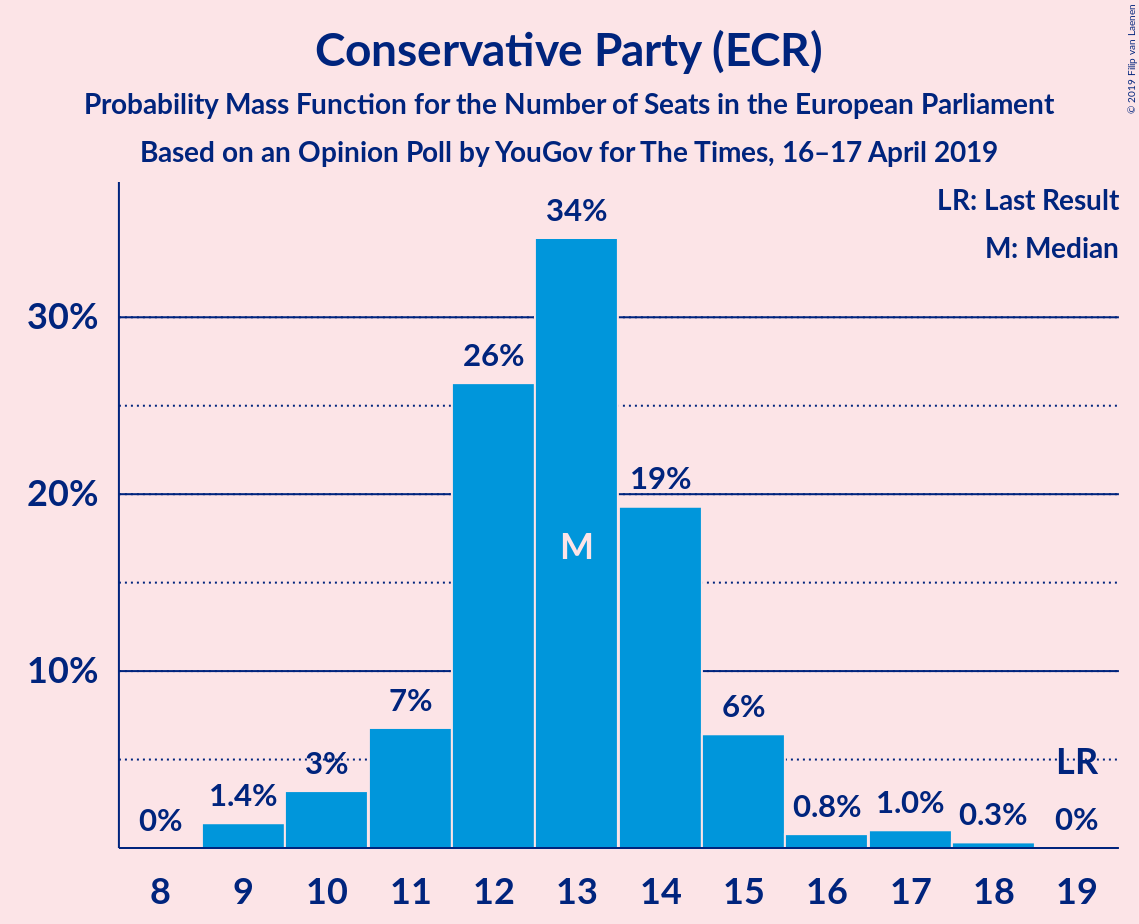 Conservative Party (ECR)
Probability Mass Function for the Number of Seats in the European Parliament
Based on an Opinion Poll by YouGov for The Times, 16–17 April 2019
© 2019 Filip van Laenen
LR: Last Result
M: Median
30%
20%
10%
0%
1.4%
3%
7%
26%
34%
M
19%
6%
0.8%
1.0%
0.3%
LR
0%
8 9 10 11 12 13 14 15 16 17 18 19